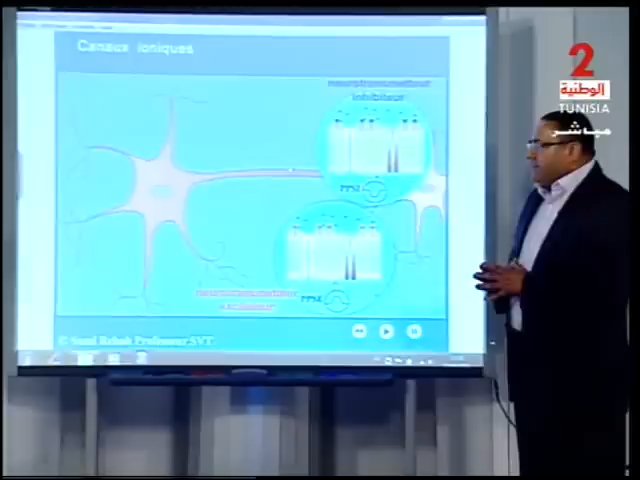 Canaux ioniques
2
الوطنية
TUNISIA
مباشر
neurotransmetteur
inhibiteur
PPSI
neurotransmetteur
excitateur
PPSE
© Sami Rebah Professeur SVT